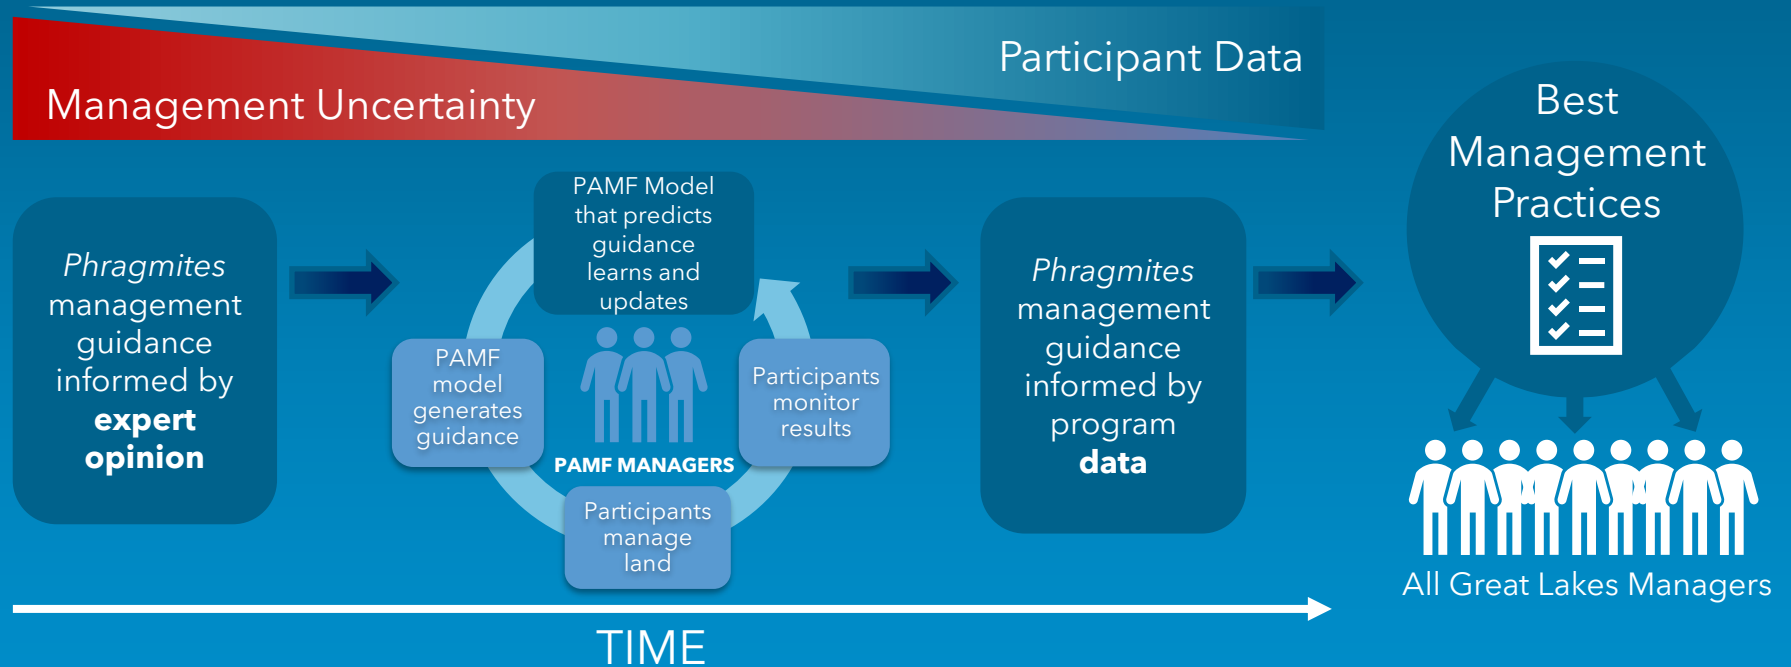 Participant Data
Management Uncertainty
Phragmites
management
guidance
informed by
expert
opinion
PAMF Model
that predicts
guidance
learns and
updates
PAMF
model
generates
guidance
PAMF MANAGERS
Participants
monitor
results
Participants
manage
land
Phragmites
management
guidance
informed by
program
data
Best
Management
Practices
All Great Lakes Managers
TIME